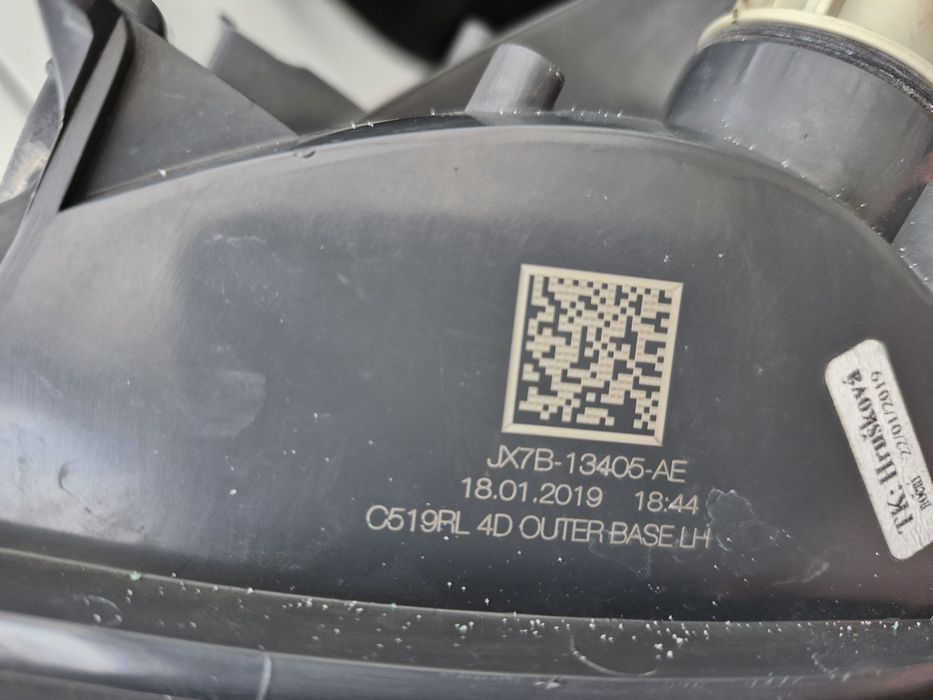 JX7B-13405-AE
18.01.2019 18:44
C519RL 4D OUTER BASE LH
22/01/2019
TK-Hrušková